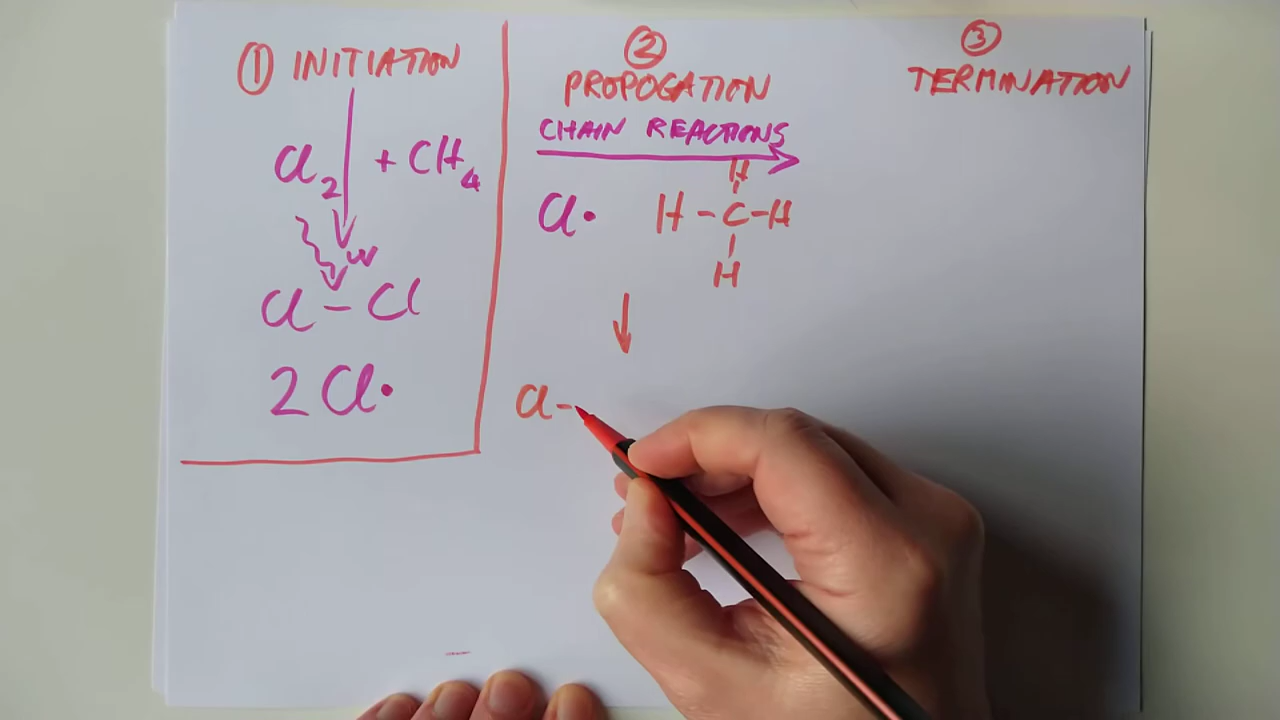 ① INITIATION
Cl2 + CH4
uv
Cl - Cl
2 Cl•
②
PROPOGATION
CHAIN REACTIONS
H
Cl• H - C - H
H
Cl -
③
TERMINATION